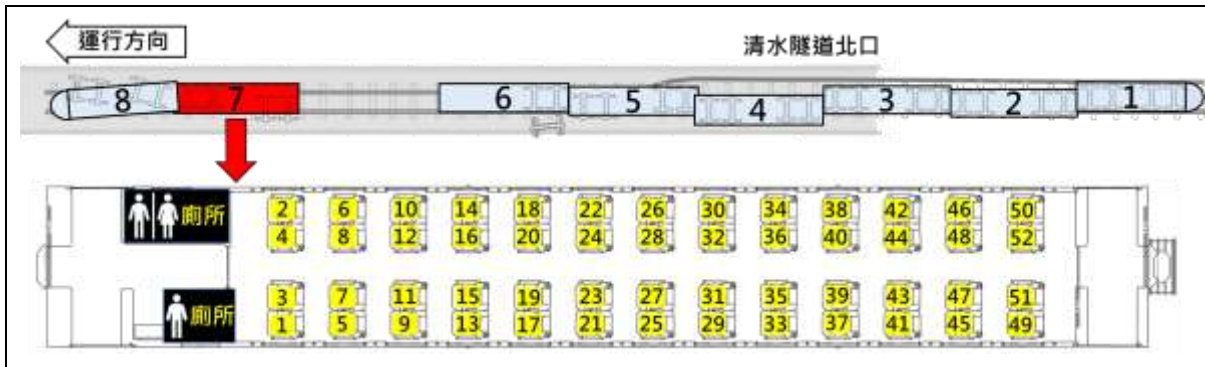 運行方向
清水隧道北口
8 7 6 5 4 3 2 1
廁所 2 6 10 14 18 22 26 30 34 38 42 46 50
4 8 12 16 20 24 28 32 36 40 44 48 52
3 7 11 15 19 23 27 31 35 39 43 47 51
廁所 1 5 9 13 17 21 25 29 33 37 41 45 49